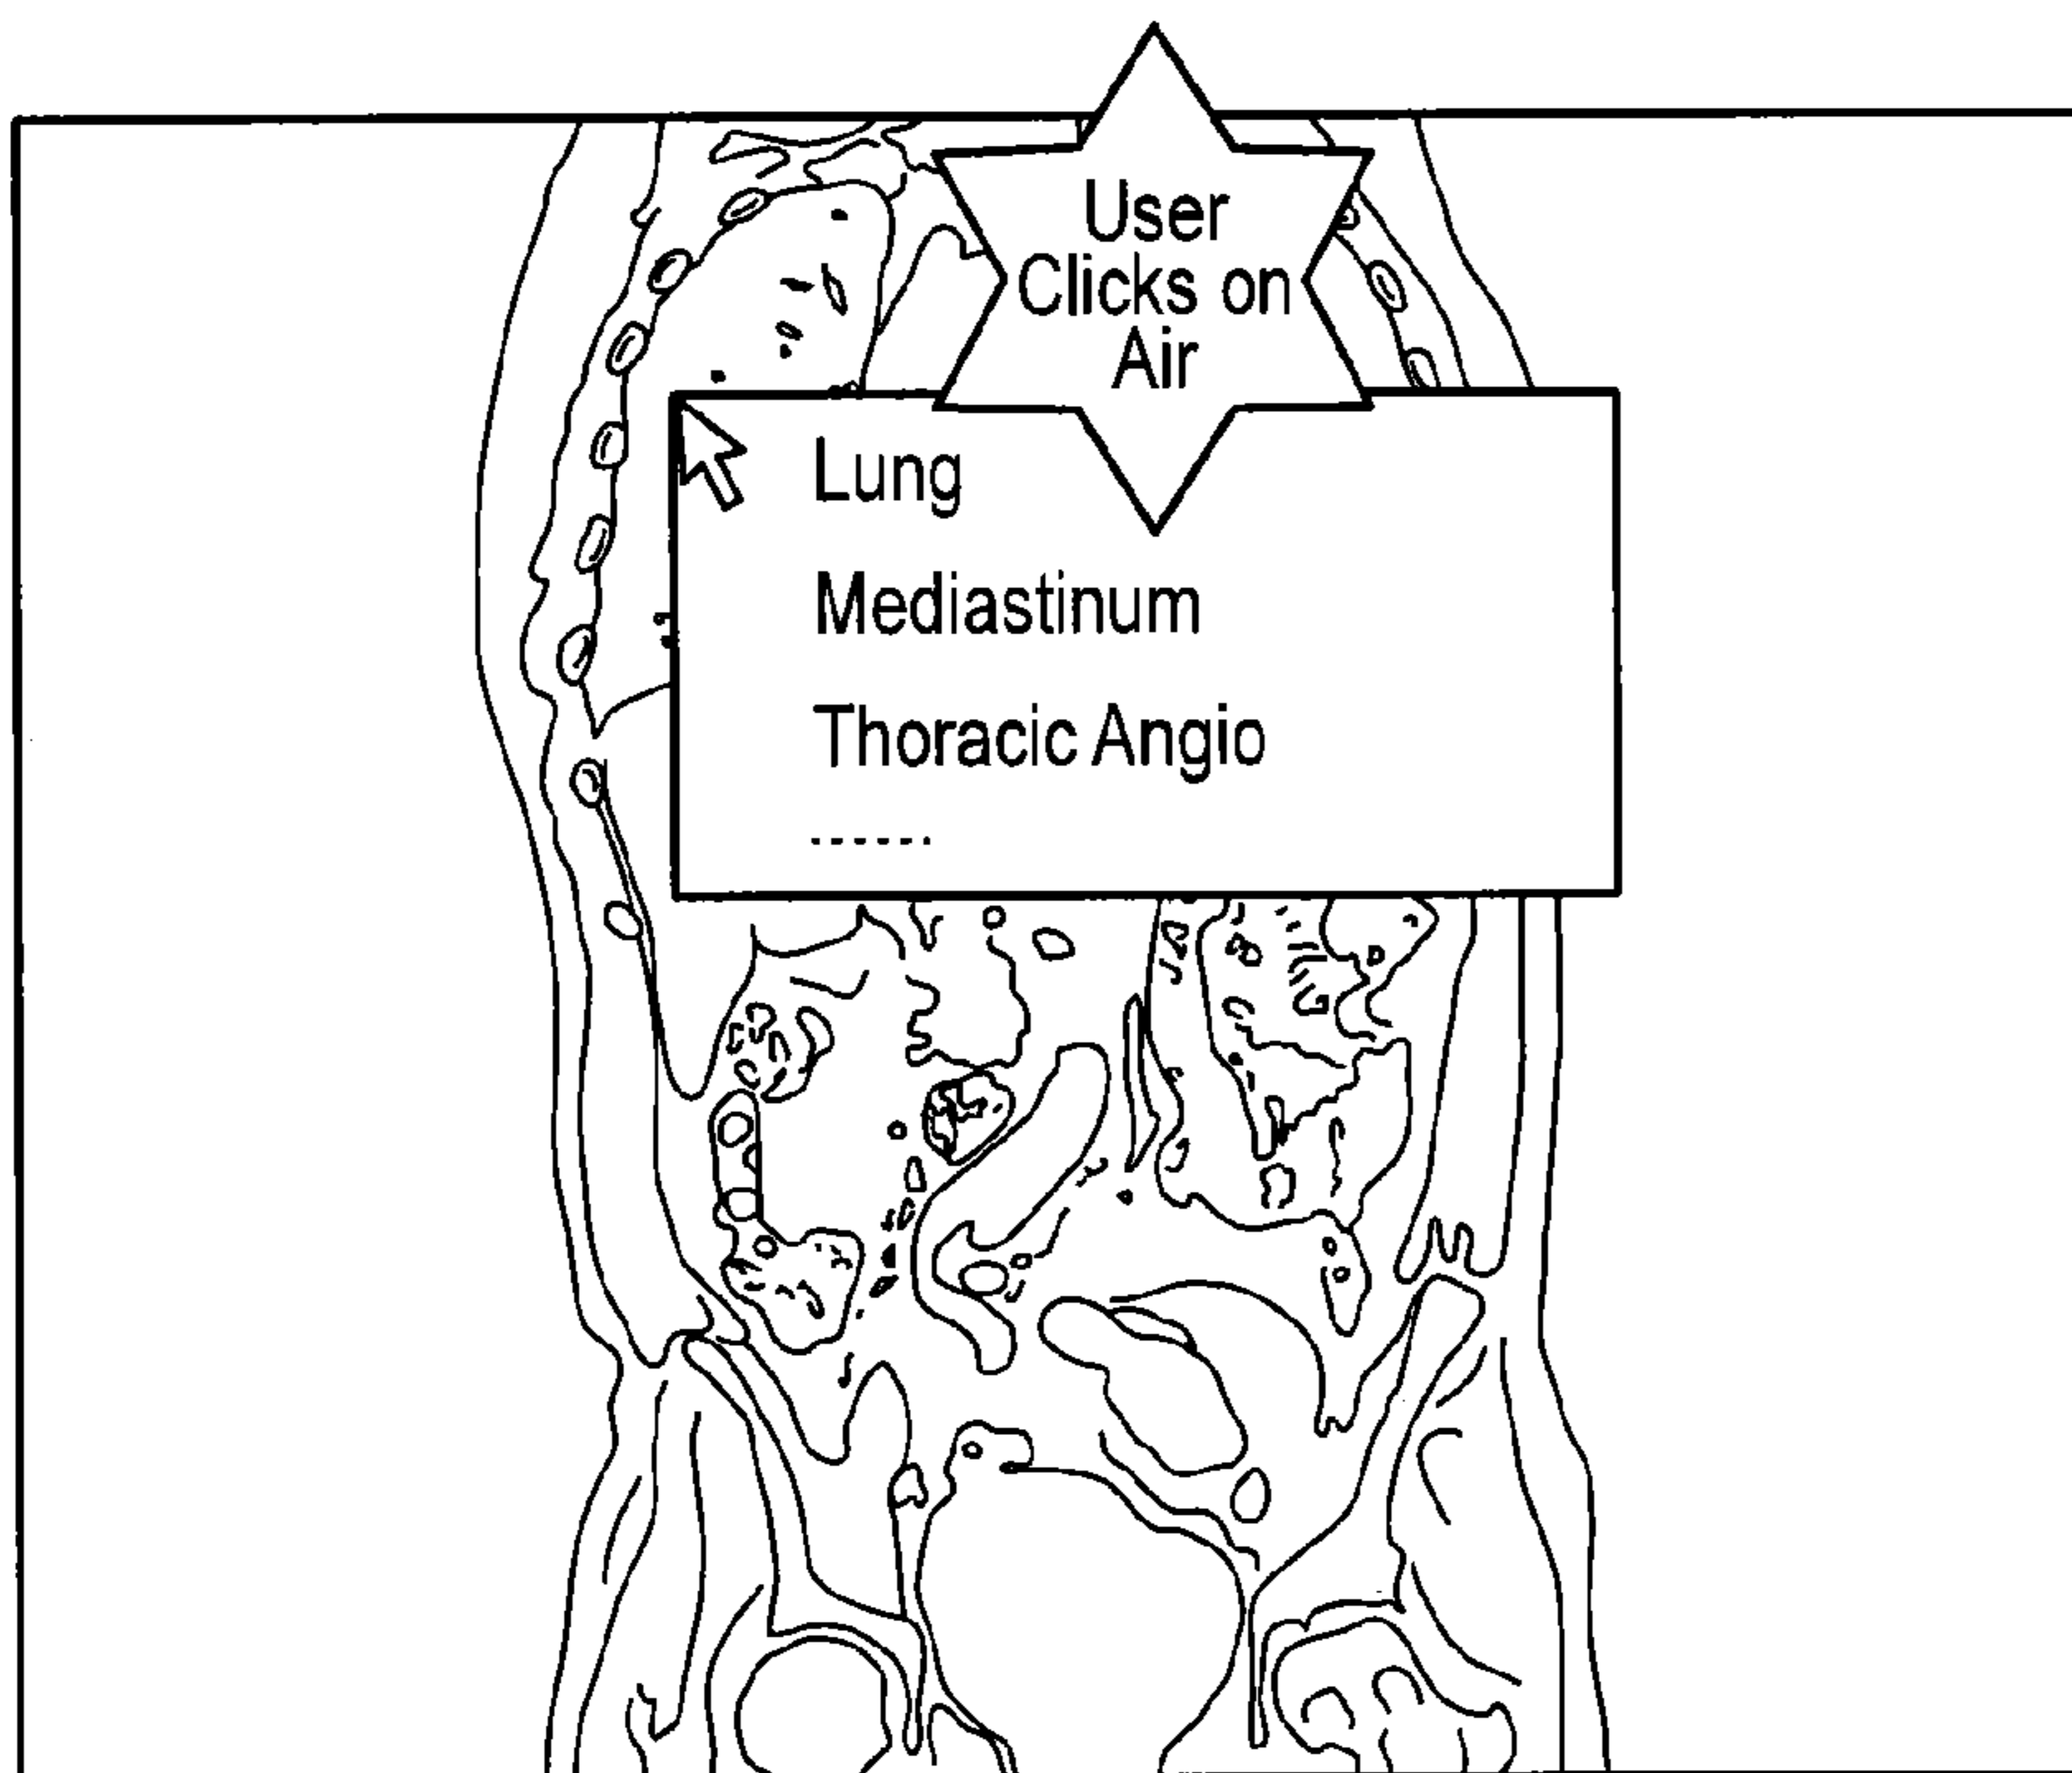 User
Clicks on
Air
Lung
Mediastinum
Thoracic Angio
------